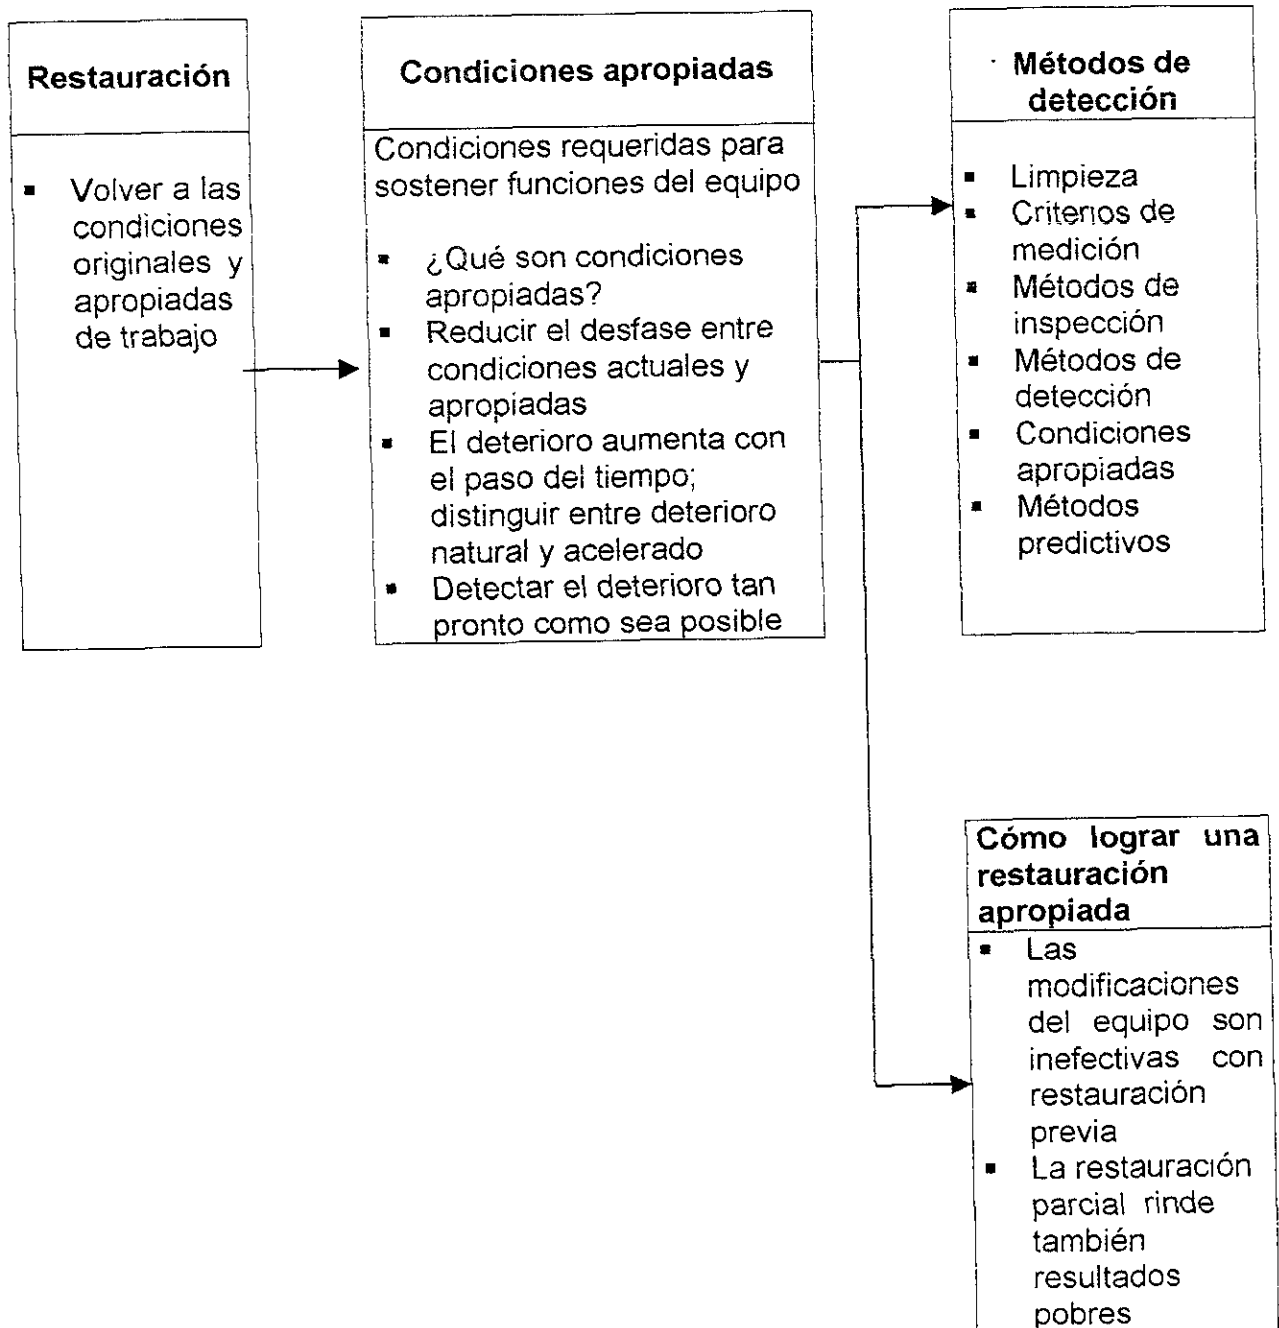 Restauración
▪ Volver a las
condiciones
originales y
apropiadas
de trabajo
Condiciones apropiadas
Condiciones requeridas para
sostener funciones del equipo
▪ ¿Qué son condiciones
apropiadas?
▪ Reducir el desfase entre
condiciones actuales y
apropiadas
▪ El deterioro aumenta con
el paso del tiempo;
distinguir entre deterioro
natural y acelerado
▪ Detectar el deterioro tan
pronto como sea posible
Métodos de
detección
▪ Limpieza
▪ Criterios de
medición
▪ Métodos de
inspección
▪ Métodos de
detección
▪ Condiciones
apropiadas
▪ Métodos
predictivos
Cómo lograr una
restauración
apropiada
▪ Las
modificaciones
del equipo son
inefectivas con
restauración
previa
▪ La restauración
parcial rinde
también
resultados
pobres